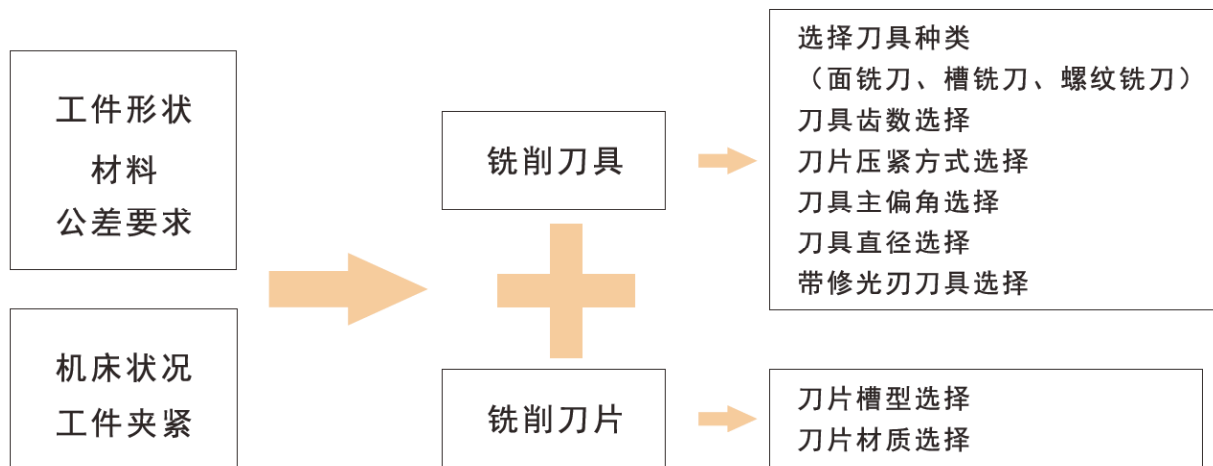 工件形状
材料
公差要求
机床状况
工件夹紧
铣削刀具
铣削刀片
选择刀具种类
（面铣刀、槽铣刀、螺纹铣刀）
刀具齿数选择
刀片压紧方式选择
刀具主偏角选择
刀具直径选择
带修光刃刀具选择
刀片槽型选择
刀片材质选择